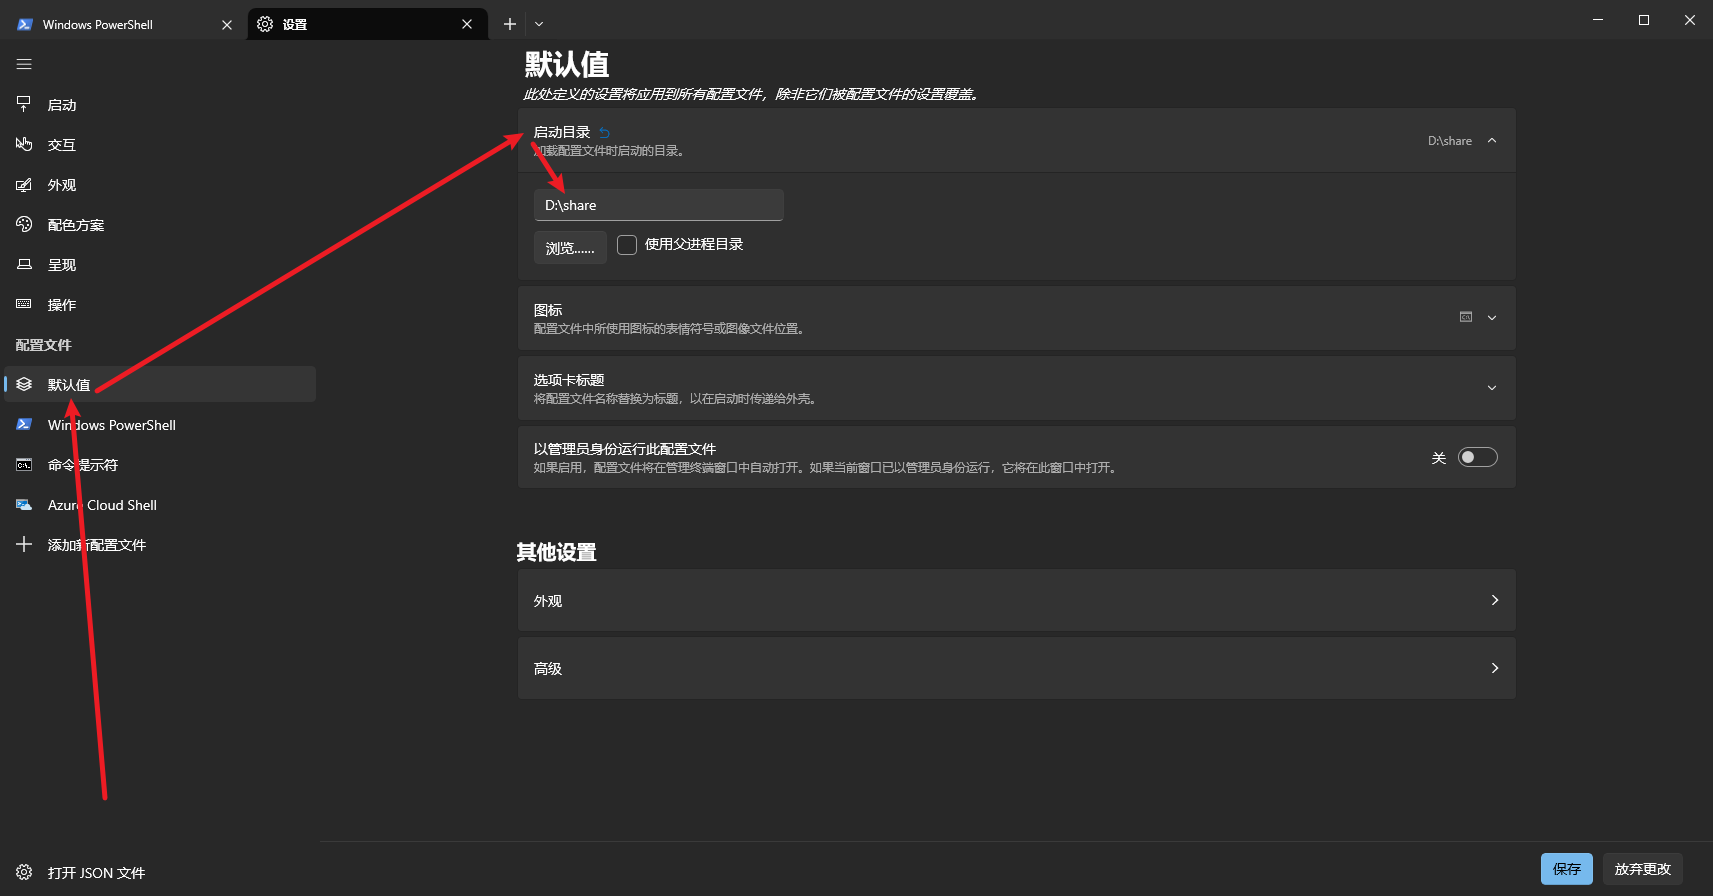 Windows PowerShell
设置
启动
交互
外观
配色方案
呈现
操作
配置文件
默认值
Windows PowerShell
命令提示符
Azure Cloud Shell
添加新配置文件
打开 JSON 文件
默认值
此处定义的设置将应用到所有配置文件，除非它们被配置文件的设置覆盖。
启动目录
加载配置文件时启动的目录。
D:\share
D:\share
浏览......
使用父进程目录
图标
配置文件中所使用图标的表情符号或图像文件位置。
选项卡标题
将配置文件名称替换为标题，以在启动时传递给外壳。
以管理员身份运行此配置文件
如果启用，配置文件将在管理终端窗口中自动打开。如果当前窗口已以管理员身份运行，它将在此窗口中打开。
关
其他设置
外观
高级
保存
放弃更改